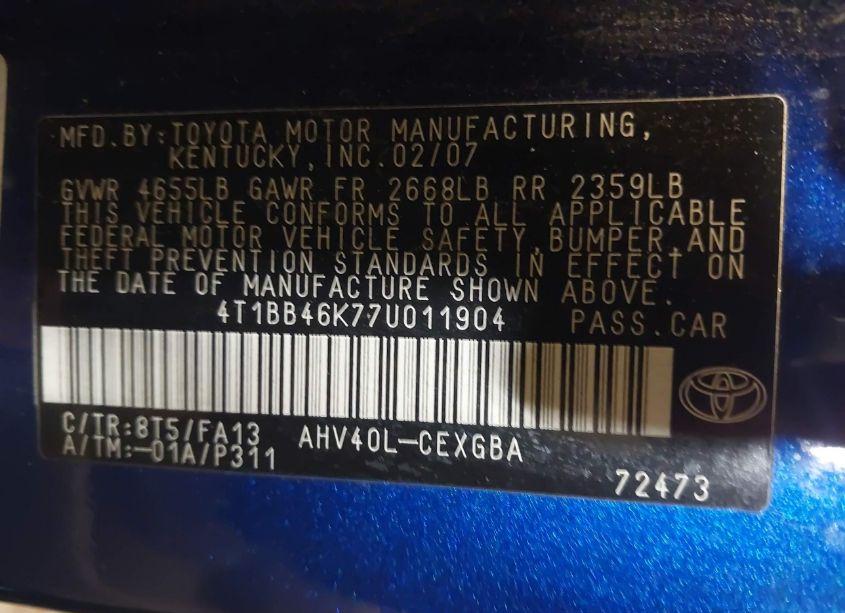 MFD.BY:TOYOTA MOTOR MANUFACTURING,
KENTUCKY,INC.02/07
GVWR 4655LB GAWR FR 2668LB RR 2359LB
THIS VEHICLE CONFORMS TO ALL APPLICABLE
FEDERAL MOTOR VEHICLE SAFETY,BUMPER,AND
THEFT PREVENTION STANDARDS IN EFFECT ON
THE DATE OF MANUFACTURE SHOWN ABOVE.
4T1BB46K77U011904 PASS.CAR
C/TR:8T5/FA13 AHV40L-CEXGBA
A/TM:-01A/P311
72473